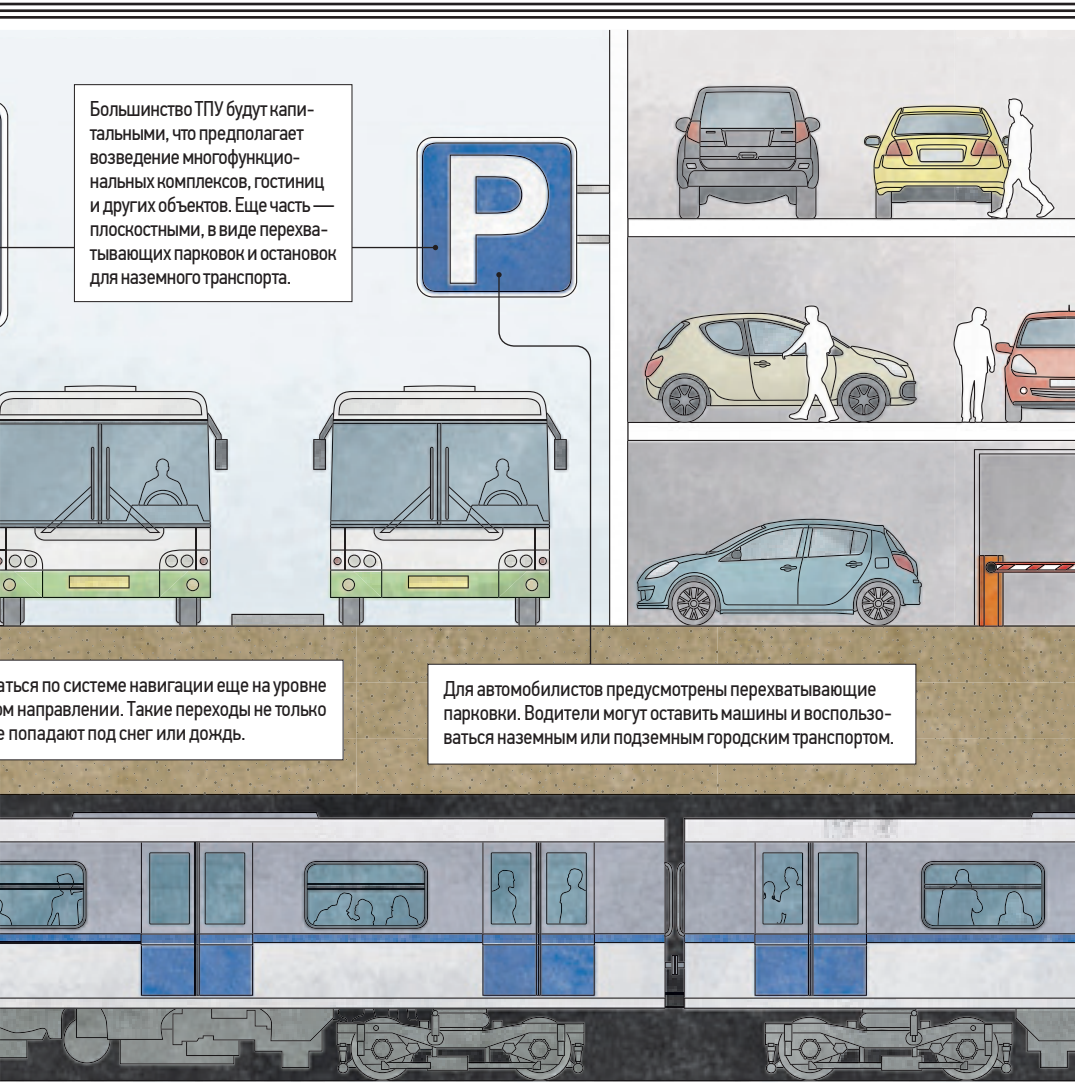 Большинство ТПУ будут капи-
тальными, что предполагает
возведение многофункцио-
нальных комплексов, гостиниц
и других объектов. Еще часть —
плоскостными, в виде перехва-
тывающих парковок и остановок
для наземного транспорта.
P
аться по системе навигации еще на уровне
ом направлении. Такие переходы не только
е попадают под снег или дождь.
Для автомобилистов предусмотрены перехватывающие
парковки. Водители могут оставить машины и воспользо-
ваться наземным или подземным городским транспортом.